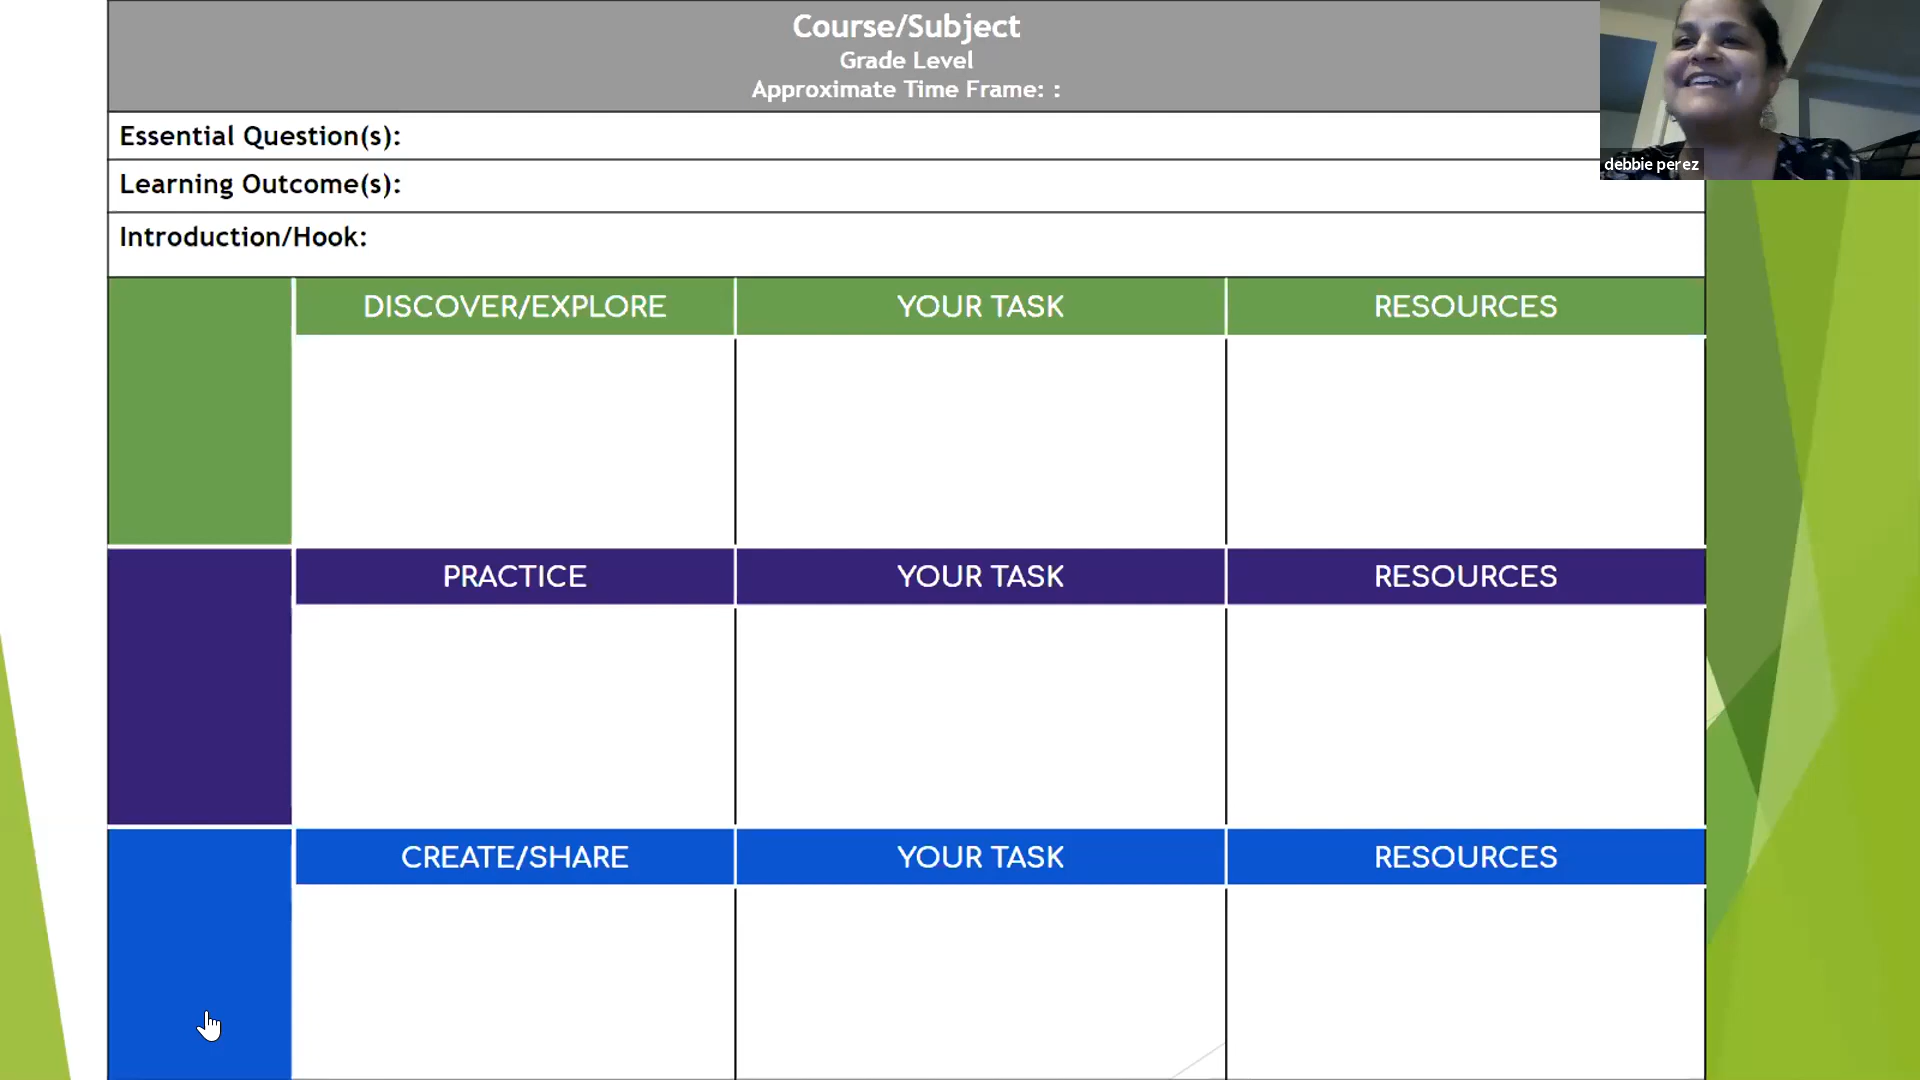 Course/Subject
Grade Level
Approximate Time Frame: :
debbie perez
Essential Question(s):
Learning Outcome(s):
Introduction/Hook:
DISCOVER/EXPLORE YOUR TASK RESOURCES
PRACTICE YOUR TASK RESOURCES
CREATE/SHARE YOUR TASK RESOURCES